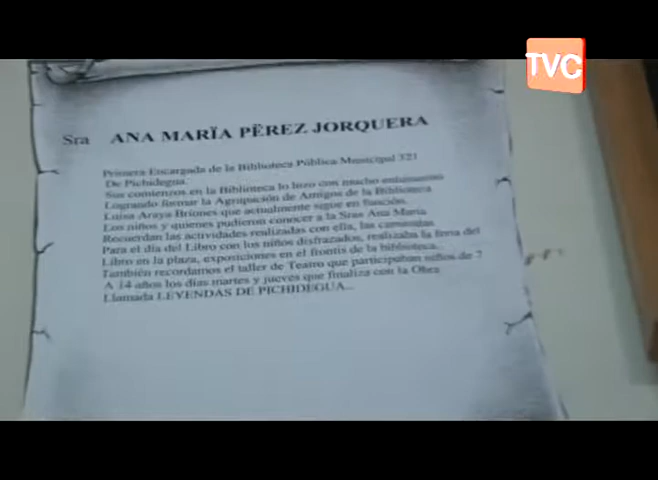 TVC
Sra ANA MARÏA PËREZ JORQUERA
Primera Encargada de la Biblioteca Pública Municipal 321
De Pichidegua.
Sus comienzos en la Biblioteca lo hizo con mucho entusiasmo
Logrando formar la Agrupación de Amigos de la Biblioteca
Luisa Araya Briones que actualmente sigue en función.
Los niños y quienes pudieron conocer a la Sras Ana María
Recuerdan las actividades realizadas con ella, las caminatas
Para el día del Libro con los niños disfrazados, realizaba la feria del
Libro en la plaza, exposiciones en el frontis de la biblioteca.
También recordamos el taller de Teatro que participaban niños de 7
A 14 años los días martes y jueves que finaliza con la Obra
Llamada LEYENDAS DE PICHIDEGUA...